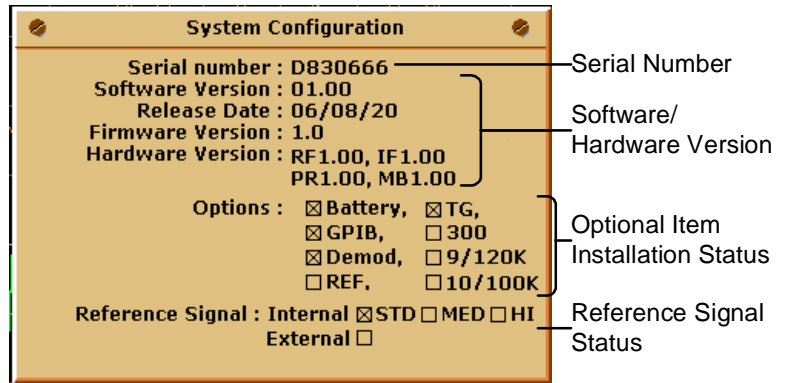 System Configuration
Serial number : D830666
Software Version : 01.00
Release Date : 06/08/20
Firmware Version : 1.0
Hardware Version : RF1.00, IF1.00
PR1.00, MB1.00
Options : ☒ Battery, ☒ TG,
☒ GPIB, ☐ 300
☒ Demod, ☐ 9/120K
☐ REF, ☐ 10/100K
Reference Signal : Internal ☒ STD ☐ MED ☐ HI
External ☐
Serial Number
Software/
Hardware Version
Optional Item
Installation Status
Reference Signal
Status